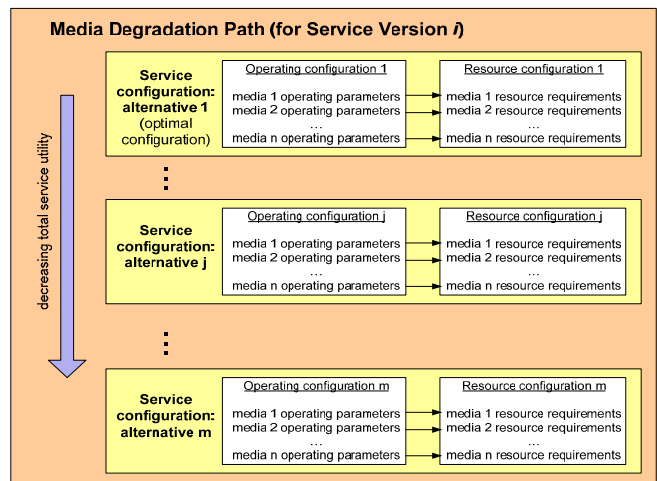 Media Degradation Path (for Service Version i)
decreasing total service utility
Service
configuration:
alternative 1
(optimal
configuration)
Operating configuration 1
media 1 operating parameters
media 2 operating parameters
...
media n operating parameters
Resource configuration 1
media 1 resource requirements
media 2 resource requirements
...
media n resource requirements
Service
configuration:
alternative j
Operating configuration j
media 1 operating parameters
media 2 operating parameters
...
media n operating parameters
Resource configuration j
media 1 resource requirements
media 2 resource requirements
...
media n resource requirements
Service
configuration:
alternative m
Operating configuration m
media 1 operating parameters
media 2 operating parameters
...
media n operating parameters
Resource configuration m
media 1 resource requirements
media 2 resource requirements
...
media n resource requirements